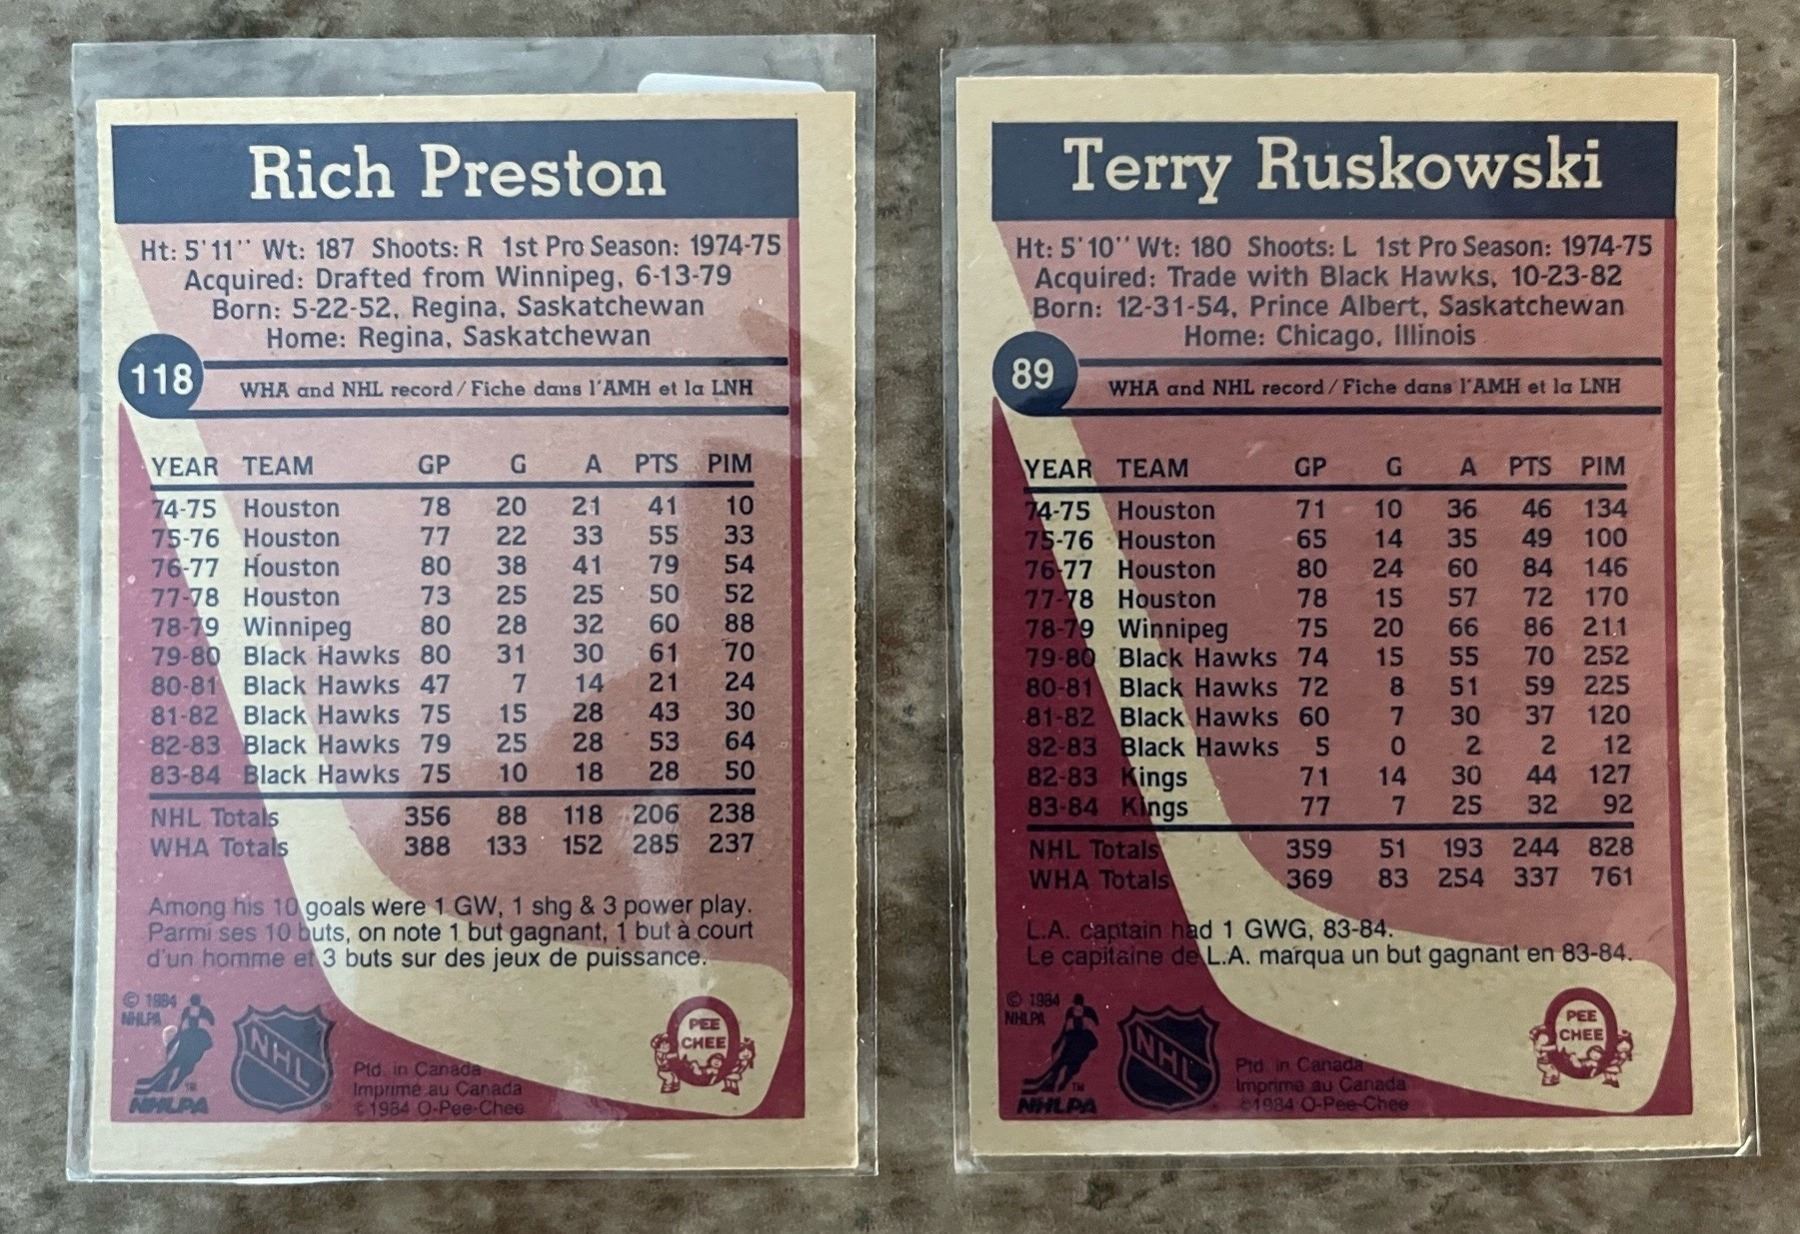 Rich Preston
Ht: 5'11" Wt: 187 Shoots: R 1st Pro Season: 1974-75
Acquired: Drafted from Winnipeg, 6-13-79
Born: 5-22-52, Regina, Saskatchewan
Home: Regina, Saskatchewan
118
WHA and NHL record/Fiche dans l'AMH et la LNH
YEAR TEAM GP G A PTS PIM
74-75 Houston 78 20 21 41 10
75-76 Houston 77 22 33 55 33
76-77 Houston 80 38 41 79 54
77-78 Houston 73 25 25 50 52
78-79 Winnipeg 80 28 32 60 88
79-80 Black Hawks 80 31 30 61 70
80-81 Black Hawks 47 7 14 21 24
81-82 Black Hawks 75 15 28 43 30
82-83 Black Hawks 79 25 28 53 64
83-84 Black Hawks 75 10 18 28 50
NHL Totals 356 88 118 206 238
WHA Totals 388 133 152 285 237
Among his 10 goals were 1 GW, 1 shg & 3 power play.
Parmi ses 10 buts, on note 1 but gagnant, 1 but à court
d'un homme et 3 buts sur des jeux de puissance.
© 1984
NHLPA
TM
NHLPA
NHL
Ptd. in Canada
Imprimé au Canada
©1984 O-Pee-Chee
PEE
CHEE
Terry Ruskowski
Ht: 5'10" Wt: 180 Shoots: L 1st Pro Season: 1974-75
Acquired: Trade with Black Hawks, 10-23-82
Born: 12-31-54, Prince Albert, Saskatchewan
Home: Chicago, Illinois
89
WHA and NHL record/Fiche dans l'AMH et la LNH
YEAR TEAM GP G A PTS PIM
74-75 Houston 71 10 36 46 134
75-76 Houston 65 14 35 49 100
76-77 Houston 80 24 60 84 146
77-78 Houston 78 15 57 72 170
78-79 Winnipeg 75 20 66 86 211
79-80 Black Hawks 74 15 55 70 252
80-81 Black Hawks 72 8 51 59 225
81-82 Black Hawks 60 7 30 37 120
82-83 Black Hawks 5 0 2 2 12
82-83 Kings 71 14 30 44 127
83-84 Kings 77 7 25 32 92
NHL Totals 359 51 193 244 828
WHA Totals 369 83 254 337 761
L.A. captain had 1 GWG, 83-84.
Le capitaine de L.A. marqua un but gagnant en 83-84.
© 1984
NHLPA
TM
NHLPA
NHL
Ptd. in Canada
Imprimé au Canada
©1984 O-Pee-Chee
PEE
CHEE